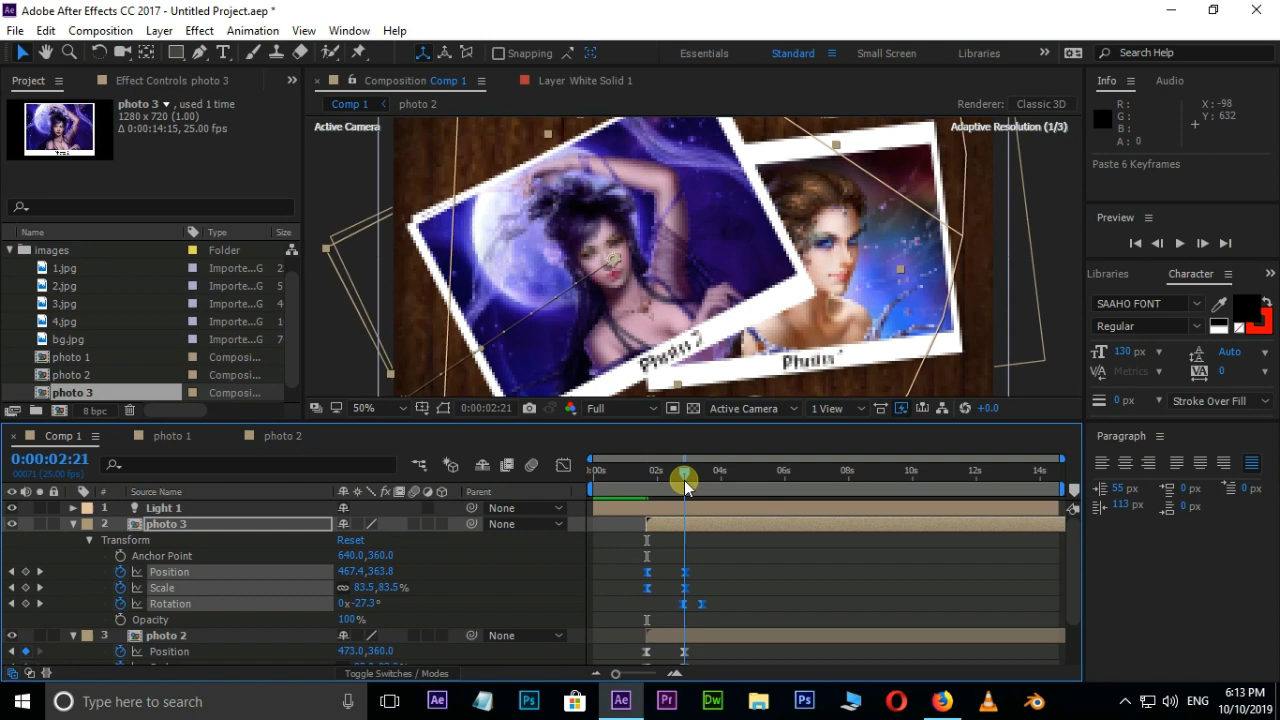 Adobe After Effects CC 2017 - Untitled Project.aep *
File Edit Composition Layer Effect Animation View Window Help
Snapping Essentials Standard Small Screen Libraries Search Help
Project Effect Controls photo 3 Composition Comp 1 Layer White Solid 1 Info Audio
photo 3 , used 1 time
1280 x 720 (1.00)
Δ 0:00:14:15, 25.00 fps
Comp 1 photo 2 Renderer: Classic 3D
Active Camera Adaptive Resolution (1/3)
R : X : -98
G : Y : 632
B :
A : 0
Paste 6 Keyframes
Preview
Name Type Size
images Folder
1.jpg Importe...G 2
2.jpg Importe...G 5
3.jpg Importe...G 4
4.jpg Importe...G
bg.jpg Importe...G 7
photo 1 Composi...
photo 2 Composi...
photo 3 Composi...
8 bpc
Photo 2
Photo 1
50% 0:00:02:21 Full Active Camera 1 View +0.0
Libraries Character
SAAHO FONT
Regular
130 px Auto
Metrics 0
0 px Stroke Over Fill
Comp 1 photo 1 photo 2
Paragraph
0:00:02:21
00071 (25.00 fps)
:00s 02s 04s 06s 08s 10s 12s 14s
55 px 0 px 0 px
113 px 0 px
# Source Name Parent
1 Light 1 None
2 photo 3 None
Transform Reset
Anchor Point 640.0,360.0
Position 467.4,363.8
Scale 83.5,83.5%
Rotation 0x-27.3°
Opacity 100%
3 photo 2 None
Position 473.0,360.0
Toggle Switches / Modes
Type here to search
ENG
6:13 PM
10/10/2019